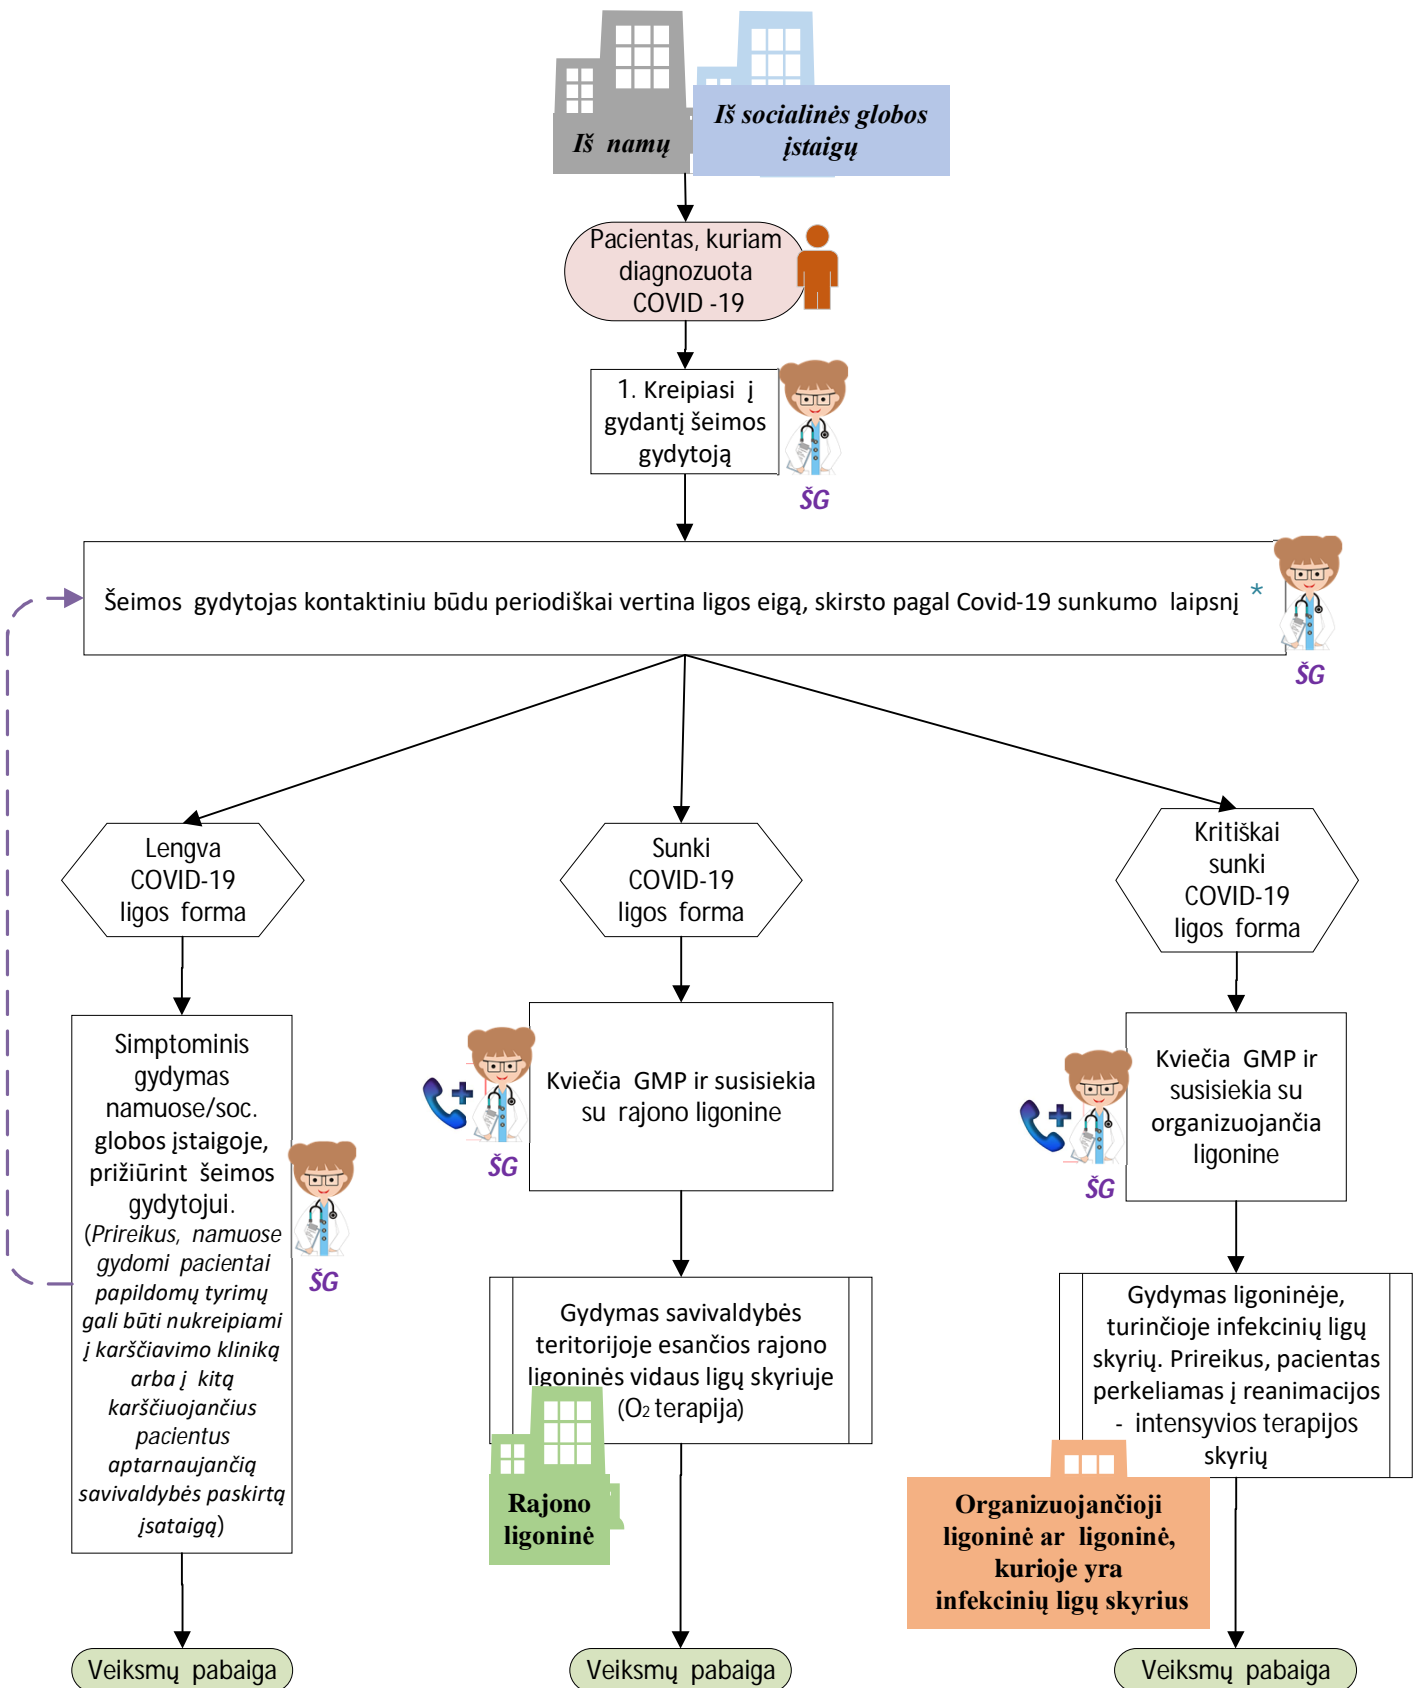 Iš namų
Iš socialinės globos
įstaigų
Pacientas, kuriam
diagnozuota
COVID -19
1. Kreipiasi į
gydantį šeimos
gydytoją
ŠG
Šeimos gydytojas kontaktiniu būdu periodiškai vertina ligos eigą, skirsto pagal Covid-19 sunkumo laipsnį *
ŠG
Lengva
COVID-19
ligos forma
Sunki
COVID-19
ligos forma
Kritiškai
sunki
COVID-19
ligos forma
Simptominis
gydymas
namuose/soc.
globos įstaigoje,
prižiūrint šeimos
gydytojui.
(Prireikus, namuose
gydomi pacientai
papildomų tyrimų
gali būti nukreipiami
į karščiavimo kliniką
arba į kitą
karščiuojančius
pacientus
aptarnaujančią
savivaldybės paskirtą
įsataigą)
ŠG
Kviečia GMP ir susisiekia
su rajono ligonine
ŠG
Kviečia GMP ir
susisiekia su
organizuojančia
ligonine
ŠG
Gydymas savivaldybės
teritorijoje esančios rajono
ligoninės vidaus ligų skyriuje
(O2 terapija)
Rajono
ligoninė
Gydymas ligoninėje,
turinčioje infekcinių ligų
skyrių. Prireikus, pacientas
perkeliamas į reanimacijos
- intensyvios terapijos
skyrių
Organizuojančioji
ligoninė ar ligoninė,
kurioje yra
infekcinių ligų skyrius
Veiksmų pabaiga
Veiksmų pabaiga
Veiksmų pabaiga